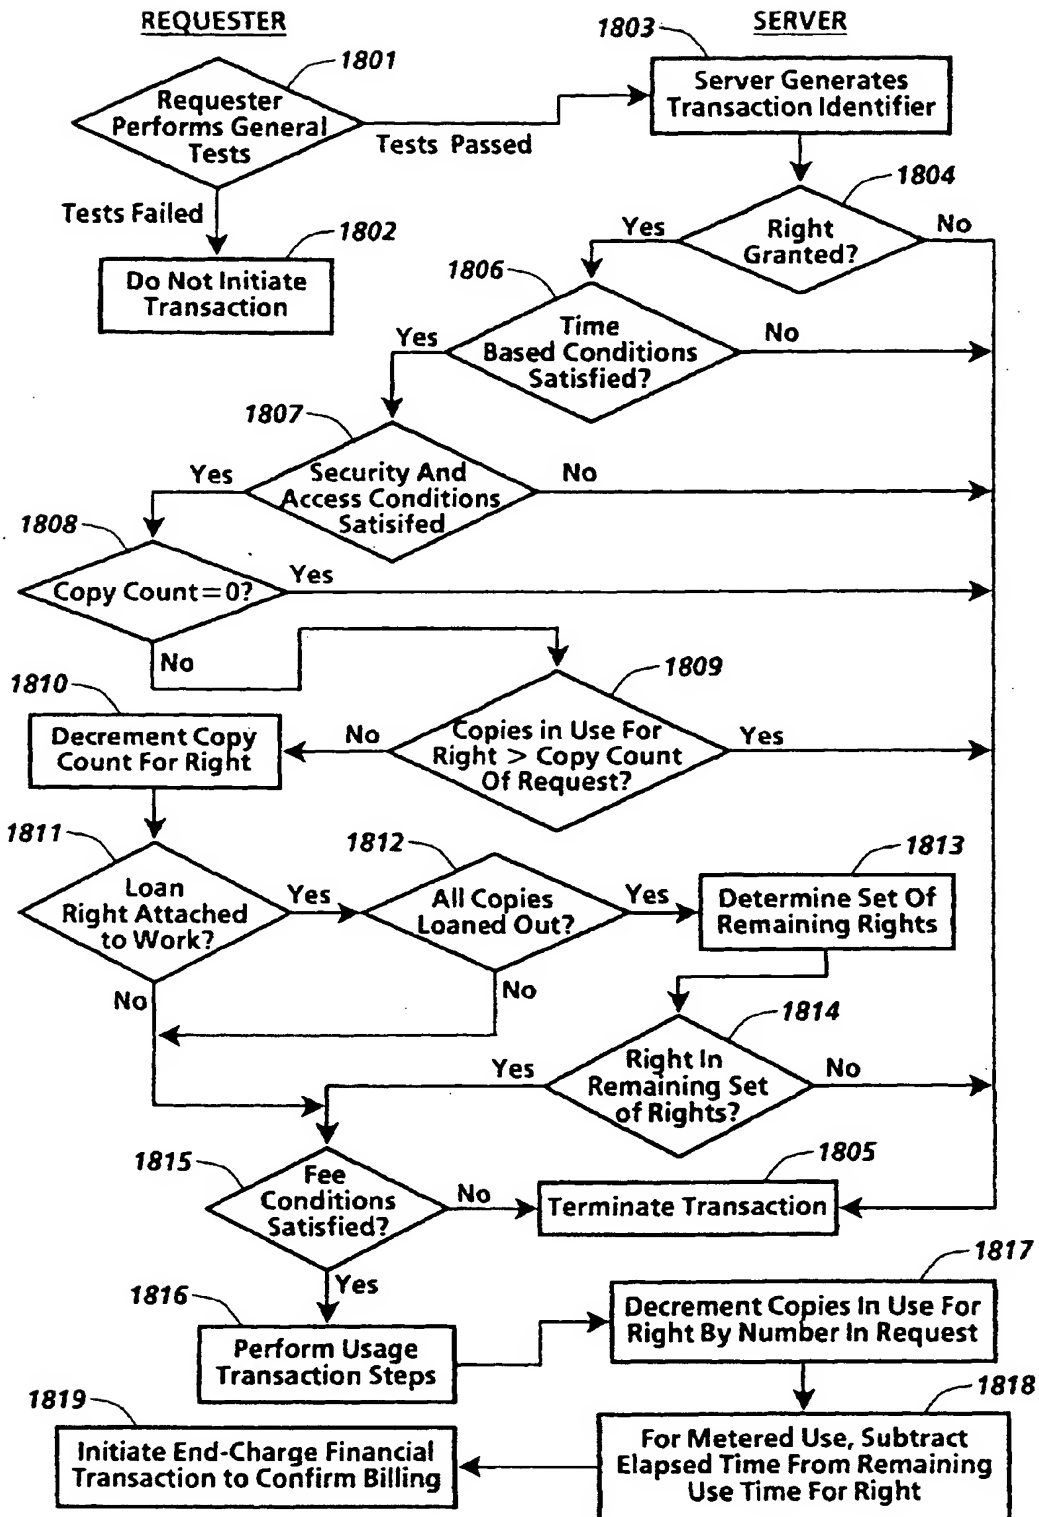 REQUESTER
SERVER
1801
1803
Requester
Performs General
Tests
Server Generates
Transaction Identifier
Tests Passed
Tests Failed
1804
1802
Right
Granted?
Yes
No
Do Not Initiate
Transaction
1806
Time
Based Conditions
Satisfied?
Yes
No
1807
Security And
Access Conditions
Satisifed
Yes
No
1808
Copy Count=0?
Yes
No
1809
1810
Copies in Use For
Right > Copy Count
Of Request?
No
Yes
Decrement Copy
Count For Right
1811
1812
1813
Loan
Right Attached
to Work?
Yes
All Copies
Loaned Out?
Yes
Determine Set Of
Remaining Rights
No
No
1814
Right In
Remaining Set
of Rights?
Yes
No
1815
1805
Fee
Conditions
Satisfied?
No
Terminate Transaction
Yes
1816
1817
Perform Usage
Transaction Steps
Decrement Copies In Use For
Right By Number In Request
1819
1818
Initiate End-Charge Financial
Transaction to Confirm Billing
For Metered Use, Subtract
Elapsed Time From Remaining
Use Time For Right